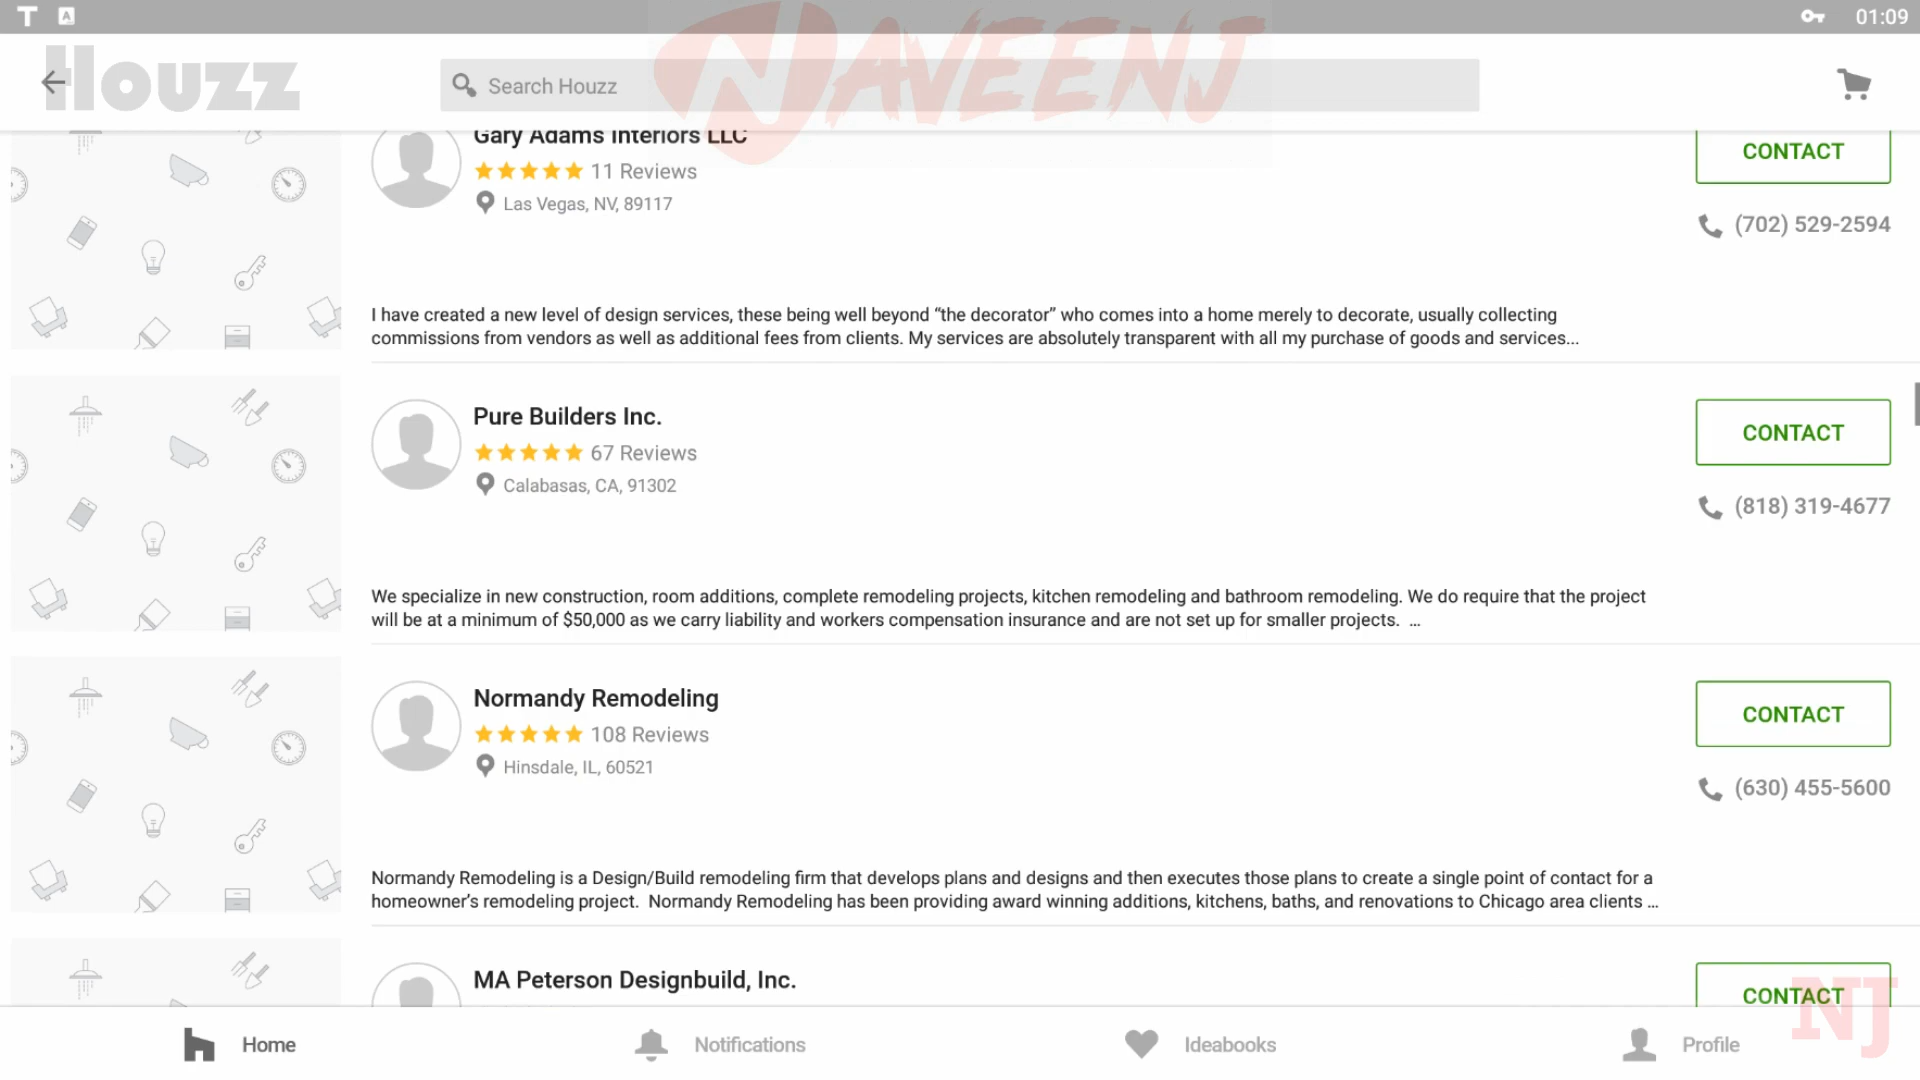 T A 01:09
Houzz Search Houzz
NAVEENJ
Gary Adams Interiors LLC
11 Reviews
Las Vegas, NV, 89117
CONTACT
(702) 529-2594
I have created a new level of design services, these being well beyond “the decorator” who comes into a home merely to decorate, usually collecting
commissions from vendors as well as additional fees from clients. My services are absolutely transparent with all my purchase of goods and services...
Pure Builders Inc.
67 Reviews
Calabasas, CA, 91302
CONTACT
(818) 319-4677
We specialize in new construction, room additions, complete remodeling projects, kitchen remodeling and bathroom remodeling. We do require that the project
will be at a minimum of $50,000 as we carry liability and workers compensation insurance and are not set up for smaller projects. ...
Normandy Remodeling
108 Reviews
Hinsdale, IL, 60521
CONTACT
(630) 455-5600
Normandy Remodeling is a Design/Build remodeling firm that develops plans and designs and then executes those plans to create a single point of contact for a
homeowner’s remodeling project. Normandy Remodeling has been providing award winning additions, kitchens, baths, and renovations to Chicago area clients ...
MA Peterson Designbuild, Inc.
CONTACT
NJ
Home Notifications Ideabooks Profile